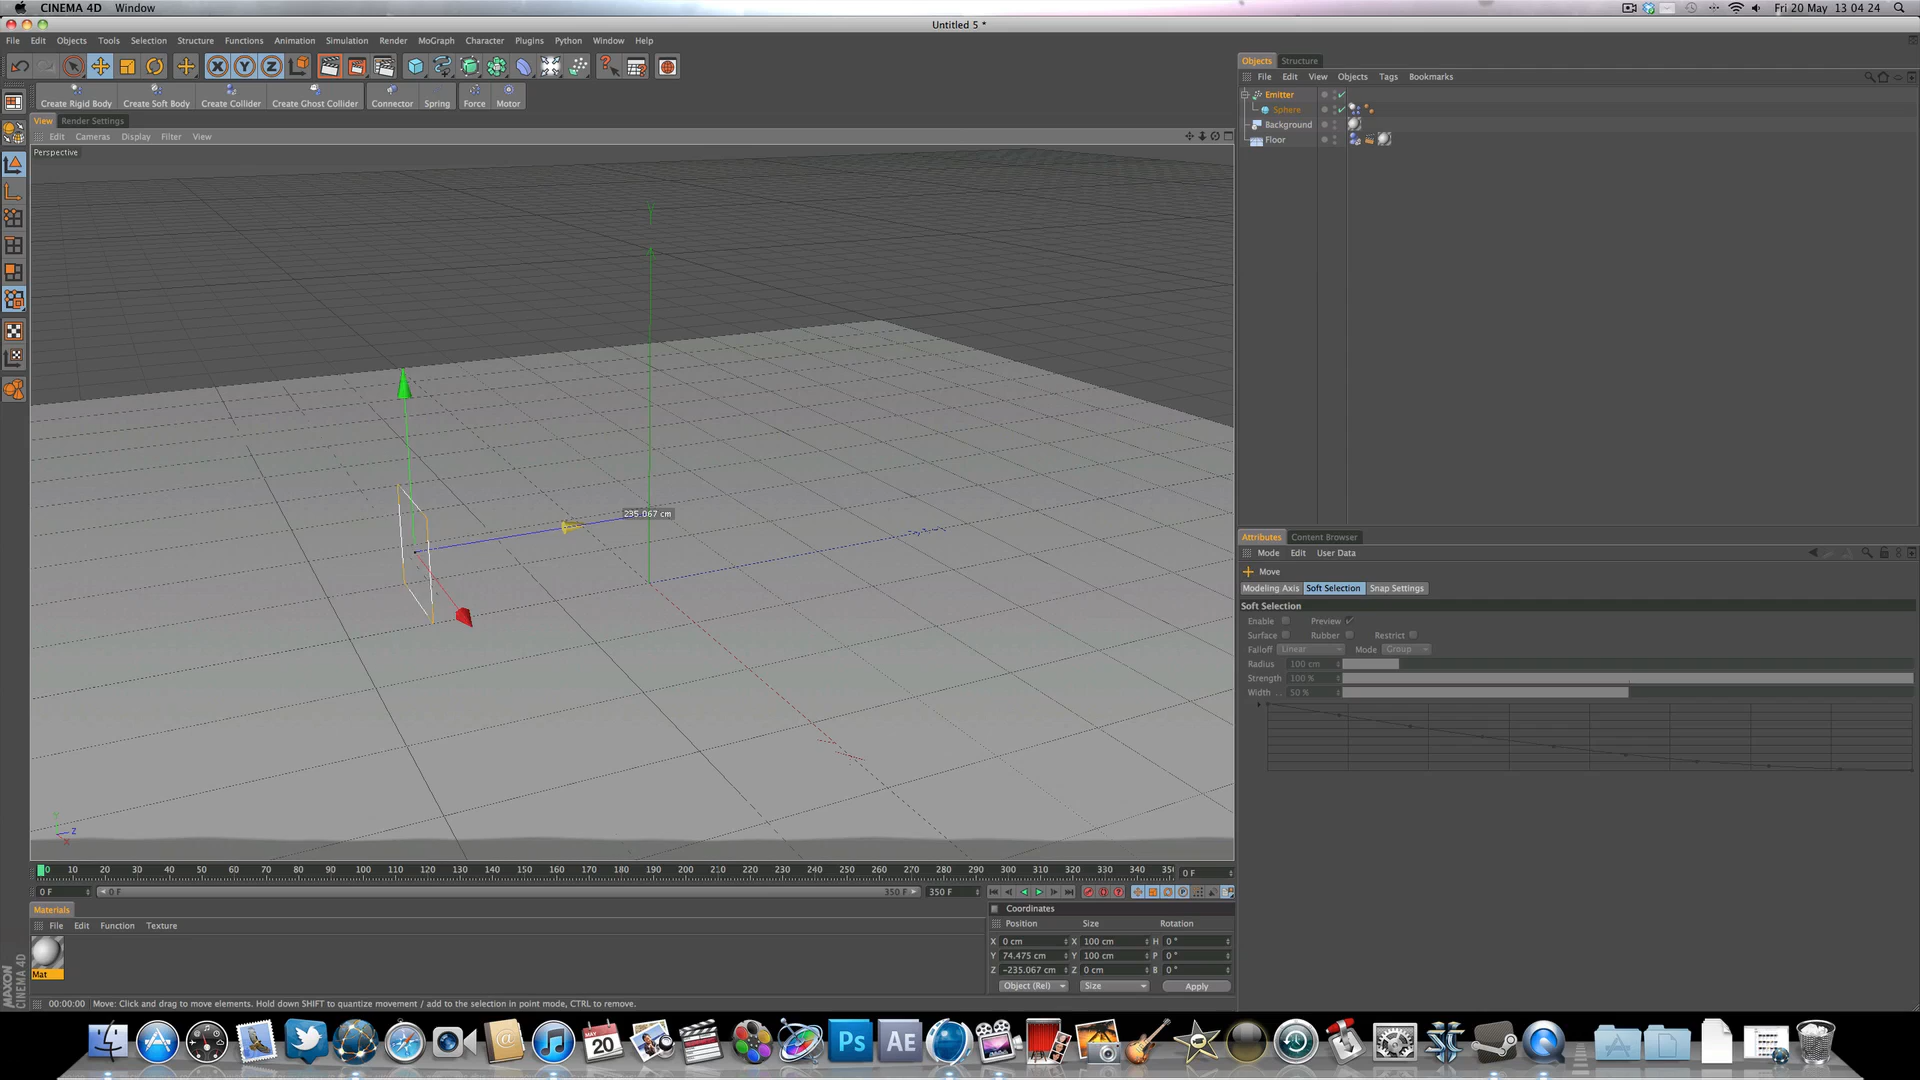 CINEMA 4D Window Fri 20 May 13 04 24
Untitled 5 *
File Edit Objects Tools Selection Structure Functions Animation Simulation Render MoGraph Character Plugins Python Window Help
X Y Z
Create Rigid Body Create Soft Body Create Collider Create Ghost Collider Connector Spring Force Motor
View Render Settings
Edit Cameras Display Filter View
Perspective
Y
235.067 cm
Y
Z
X
0 10 20 30 40 50 60 70 80 90 100 110 120 130 140 150 160 170 180 190 200 210 220 230 240 250 260 270 280 290 300 310 320 330 340 35 0 F
0 F 0 F 350 F 350 F
Materials
File Edit Function Texture
Mat
MAXON
CINEMA 4D
Coordinates
Position Size Rotation
X 0 cm X 100 cm H 0 °
Y 74.475 cm Y 100 cm P 0 °
Z -235.067 cm Z 0 cm B 0 °
Object (Rel) Size Apply
00:00:00 Move: Click and drag to move elements. Hold down SHIFT to quantize movement / add to the selection in point mode, CTRL to remove.
Objects Structure
File Edit View Objects Tags Bookmarks
Emitter
Sphere
Background
Floor
Attributes Content Browser
Mode Edit User Data
Move
Modeling Axis Soft Selection Snap Settings
Soft Selection
Enable Preview
Surface Rubber Restrict
Falloff Linear Mode Group
Radius 100 cm
Strength 100 %
Width . . 50 %
MAY
20
Ps AE